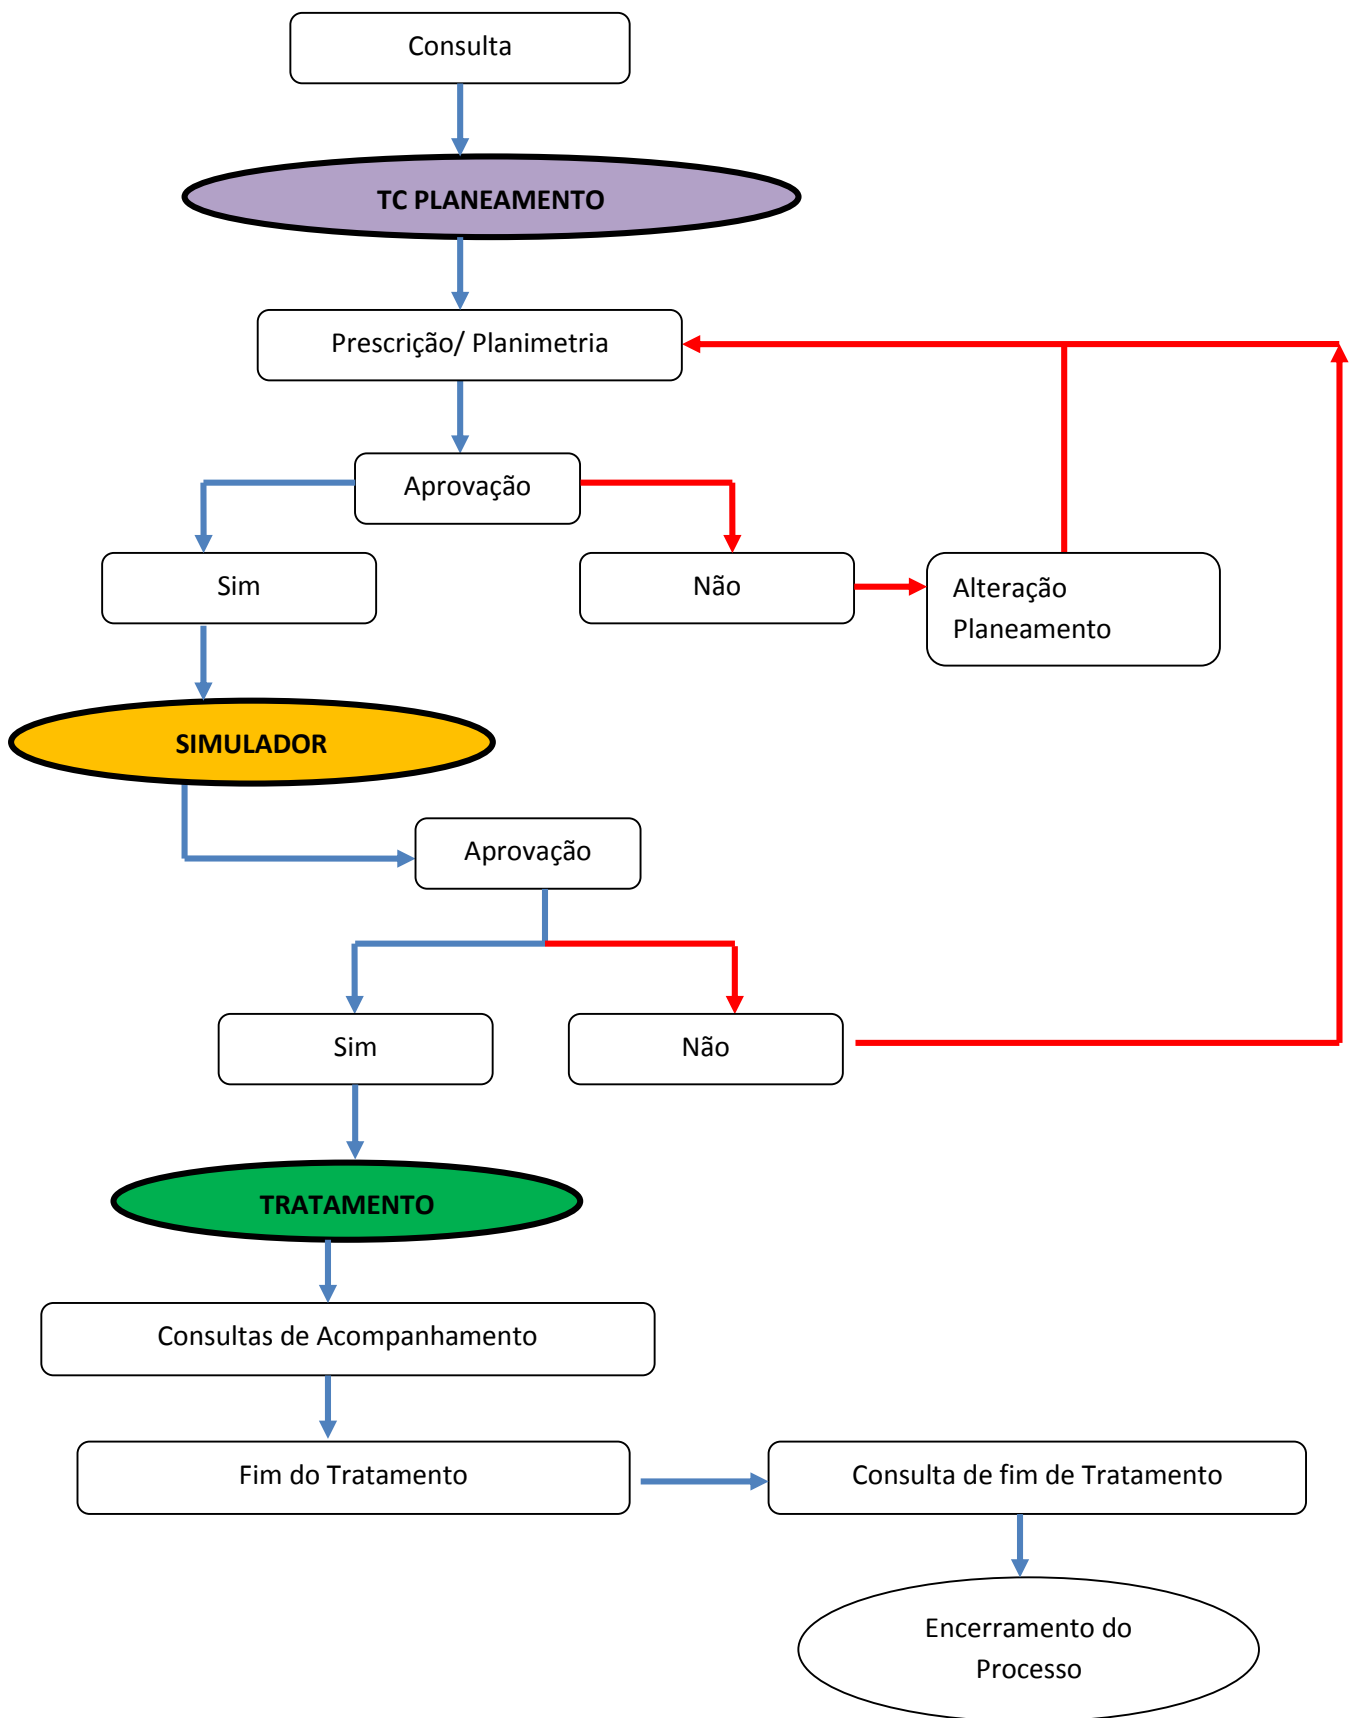 Consulta
TC PLANEAMENTO
Prescrição/ Planimetria
Aprovação
Sim
Não
Alteração
Planeamento
SIMULADOR
Aprovação
Sim
Não
TRATAMENTO
Consultas de Acompanhamento
Fim do Tratamento
Consulta de fim de Tratamento
Encerramento do
Processo